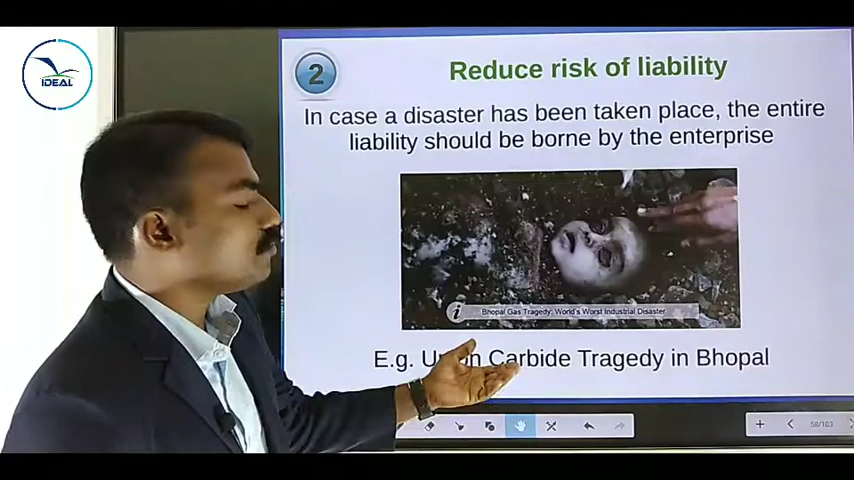 IDEAL
2
Reduce risk of liability
In case a disaster has been taken place, the entire
liability should be borne by the enterprise
i
Bhopal Gas Tragedy: World's Worst Industrial Disaster
E.g. Union Carbide Tragedy in Bhopal
58/103